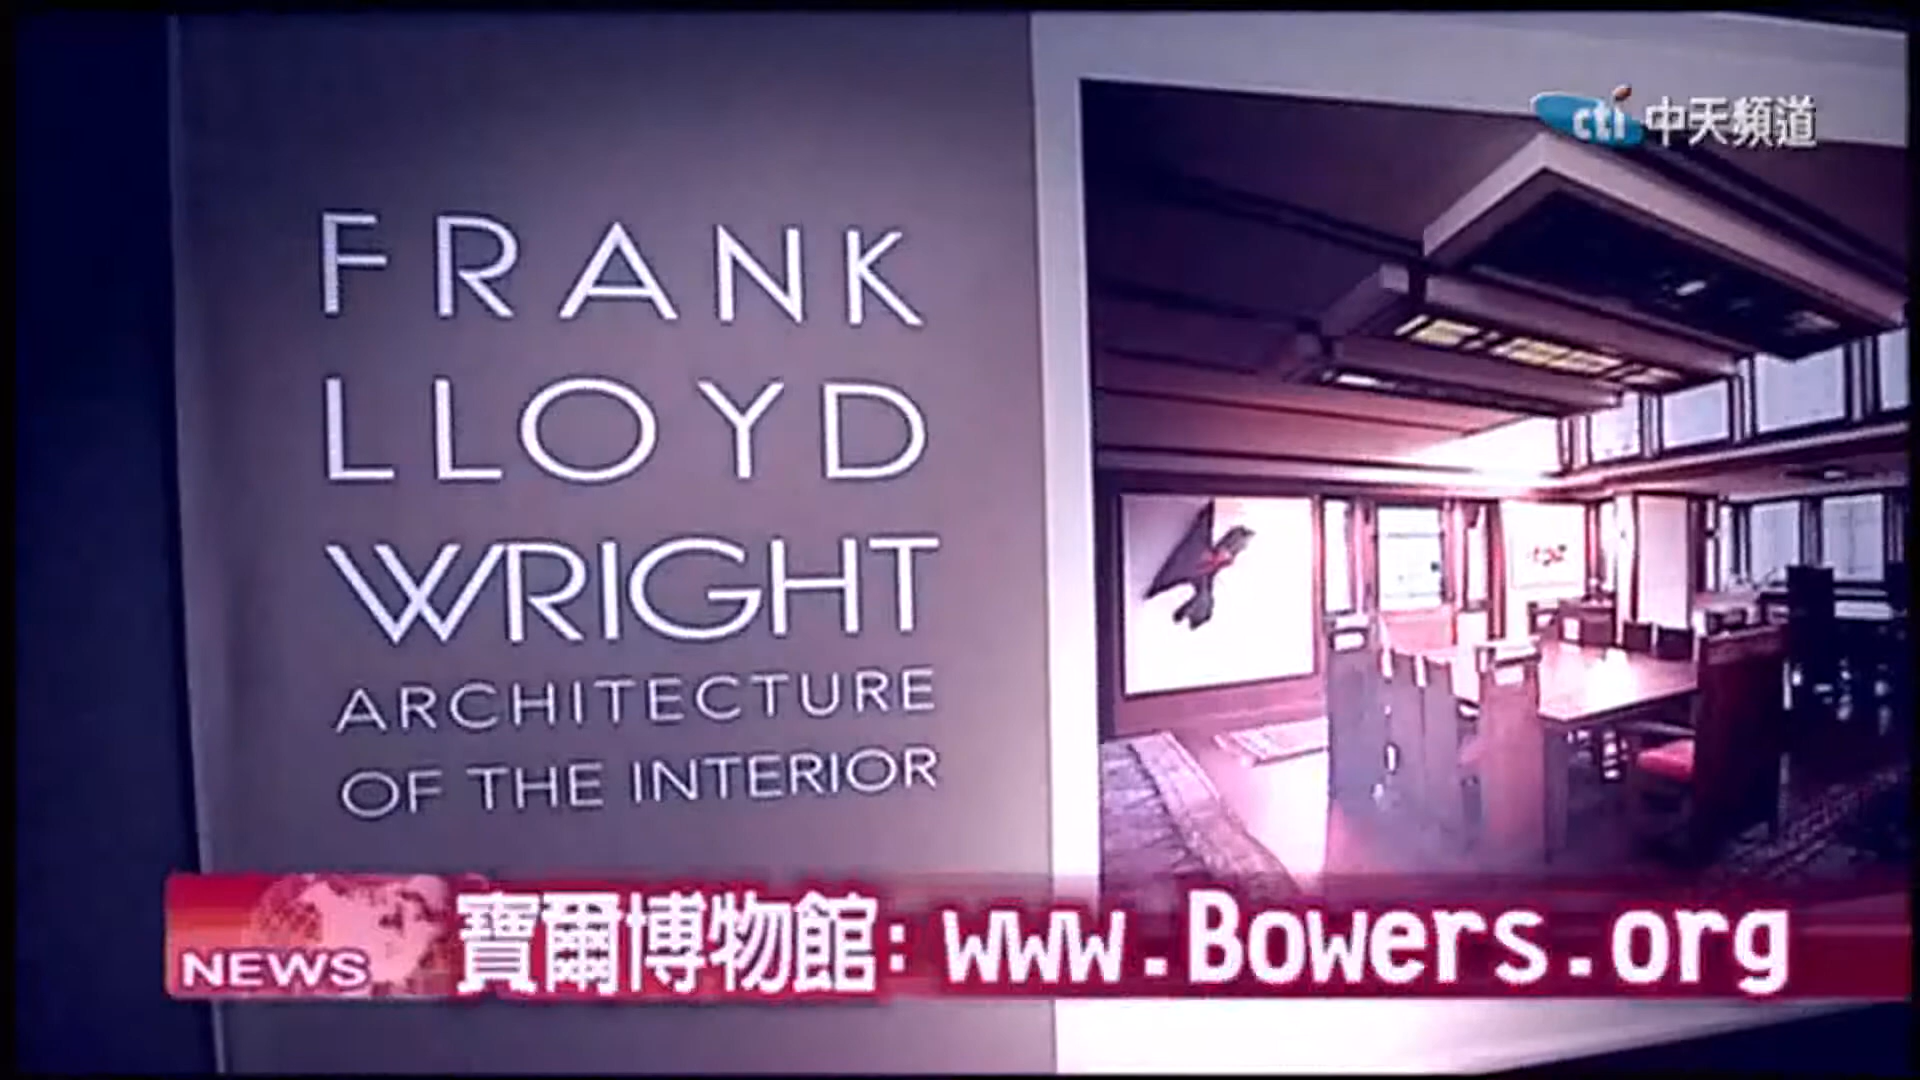 cti 中天頻道
FRANK
LLOYD
WRIGHT
ARCHITECTURE
OF THE INTERIOR
NEWS
寶爾博物館: www.Bowers.org